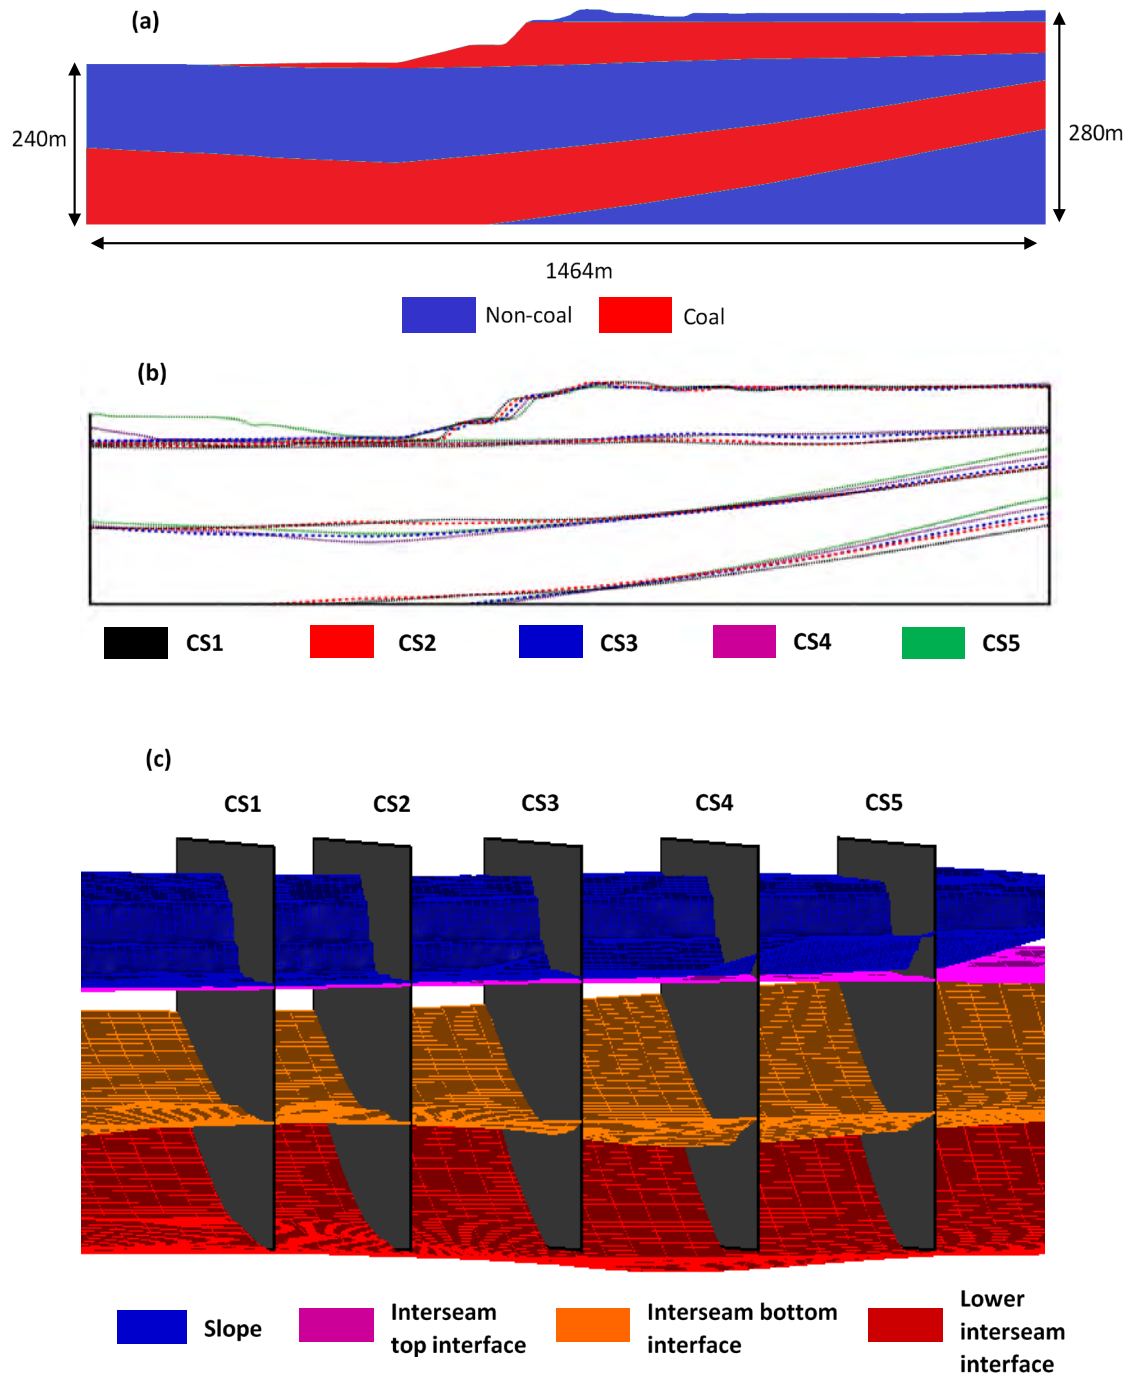 (a)
240m
280m
1464m
Non-coal
Coal
(b)
CS1
CS2
CS3
CS4
CS5
(c)
CS1
CS2
CS3
CS4
CS5
Slope
Interseam
top interface
Interseam bottom
interface
Lower
interseam
interface